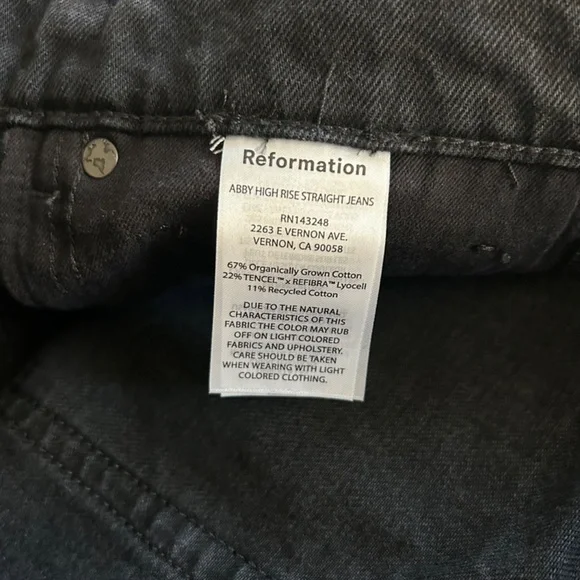 Reformation
ABBY HIGH RISE STRAIGHT JEANS
RN143248
2263 E VERNON AVE.
VERNON, CA 90058
67% Organically Grown Cotton
22% TENCEL™ x REFIBRA™ Lyocell
11% Recycled Cotton
DUE TO THE NATURAL
CHARACTERISTICS OF THIS
FABRIC THE COLOR MAY RUB
OFF ON LIGHT COLORED
FABRICS AND UPHOLSTERY.
CARE SHOULD BE TAKEN
WHEN WEARING WITH LIGHT
COLORED CLOTHING.